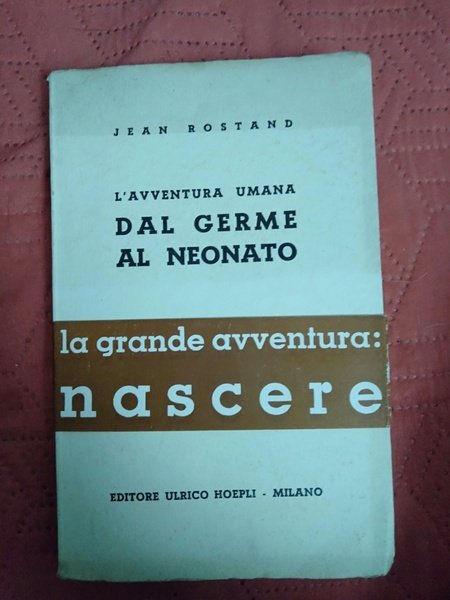 JEAN ROSTAND
L'AVVENTURA UMANA
DAL GERME
AL NEONATO
la grande avventura:
nascere
EDITORE ULRICO HOEPLI - MILANO